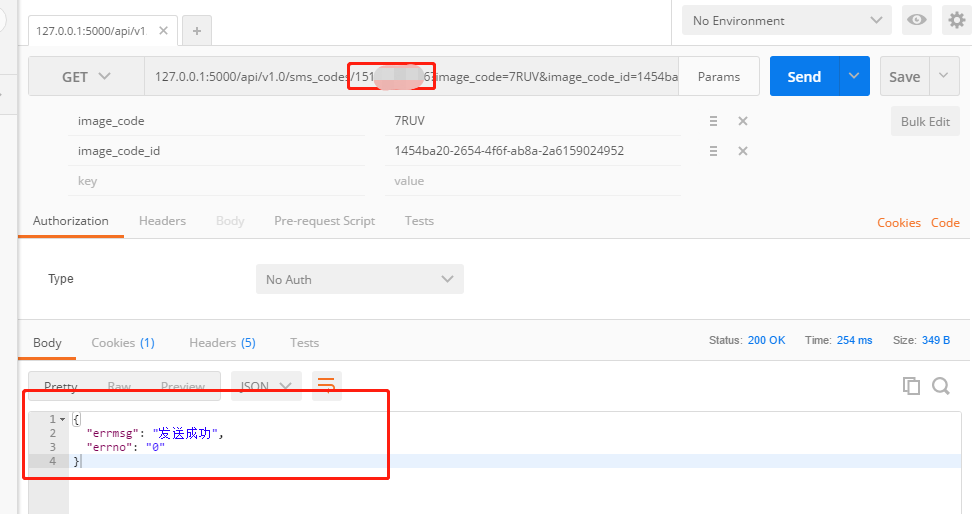 127.0.0.1:5000/api/v1.
No Environment
GET
127.0.0.1:5000/api/v1.0/sms_codes/151 6?image_code=7RUV&image_code_id=1454ba
Params
Send
Save
image_code
7RUV
Bulk Edit
image_code_id
1454ba20-2654-4f6f-ab8a-2a6159024952
key
value
Authorization
Headers
Body
Pre-request Script
Tests
Cookies
Code
Type
No Auth
Body
Cookies (1)
Headers (5)
Tests
Status: 200 OK
Time: 254 ms
Size: 349 B
Pretty
Raw
Preview
JSON
1 {
2 "errmsg": "发送成功",
3 "errno": "0"
4 }